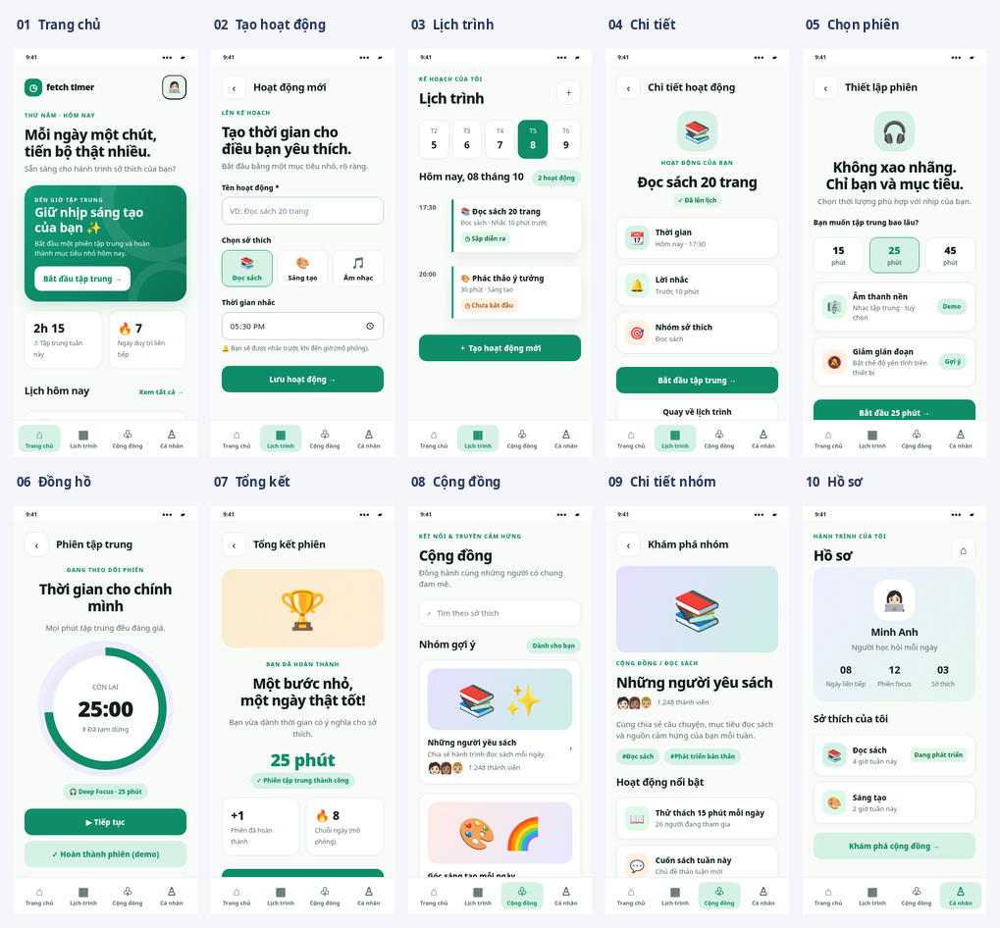 01 Trang chủ
9:41
fetch timer
THỨ NĂM · HÔM NAY
Mỗi ngày một chút,
tiến bộ thật nhiều.
Sẵn sàng cho hành trình sở thích của bạn?
ĐẾN GIỜ TẬP TRUNG
Giữ nhịp sáng tạo
của bạn ✨
Bắt đầu một phiên tập trung và hoàn
thành mục tiêu nhỏ hôm nay.
Bắt đầu tập trung →
2h 15
⏱ Tập trung tuần
này
🔥 7
Ngày duy trì liên
tiếp
Lịch hôm nay
Xem tất cả →
Trang chủ
Lịch trình
Cộng đồng
Cá nhân
02 Tạo hoạt động
9:41
‹ Hoạt động mới
LÊN KẾ HOẠCH
Tạo thời gian cho
điều bạn yêu thích.
Bắt đầu bằng một mục tiêu nhỏ, rõ ràng.
Tên hoạt động *
VD: Đọc sách 20 trang
Chọn sở thích
Đọc sách
Sáng tạo
Âm nhạc
Thời gian nhắc
05:30 PM
🔔 Bạn sẽ được nhắc trước khi đến giờ (mô phỏng).
Lưu hoạt động →
Trang chủ
Lịch trình
Cộng đồng
Cá nhân
03 Lịch trình
9:41
KẾ HOẠCH CỦA TÔI
Lịch trình
+
T2
5
T3
6
T4
7
T5
8
T6
9
Hôm nay, 08 tháng 10
2 hoạt động
17:30
📚 Đọc sách 20 trang
Đọc sách · Nhắc 10 phút trước
Sắp diễn ra
20:00
🎨 Phác thảo ý tưởng
30 phút · Sáng tạo
Chưa bắt đầu
+ Tạo hoạt động mới
Trang chủ
Lịch trình
Cộng đồng
Cá nhân
04 Chi tiết
9:41
‹ Chi tiết hoạt động
HOẠT ĐỘNG CỦA BẠN
Đọc sách 20 trang
✓ Đã lên lịch
Thời gian
Hôm nay · 17:30
Lời nhắc
Trước 10 phút
Nhóm sở thích
Đọc sách
Bắt đầu tập trung →
Quay về lịch trình
Trang chủ
Lịch trình
Cộng đồng
Cá nhân
05 Chọn phiên
9:41
‹ Thiết lập phiên
Không xao nhãng.
Chỉ bạn và mục tiêu.
Chọn thời lượng phù hợp với nhịp của bạn.
Bạn muốn tập trung bao lâu?
15
phút
25
phút
45
phút
Âm thanh nền
Nhạc tập trung · tuỳ
chọn
Demo
Giảm gián đoạn
Bật chế độ yên tĩnh trên
thiết bị
Gợi ý
Bắt đầu 25 phút →
Trang chủ
Lịch trình
Cộng đồng
Cá nhân
06 Đồng hồ
9:41
‹ Phiên tập trung
ĐANG THEO DÕI PHIÊN
Thời gian cho chính
mình
Mọi phút tập trung đều đáng giá.
CÒN LẠI
25:00
Ⅱ Đã tạm dừng
🎧 Deep Focus · 25 phút
▶ Tiếp tục
✓ Hoàn thành phiên (demo)
Trang chủ
Lịch trình
Cộng đồng
Cá nhân
07 Tổng kết
9:41
‹ Tổng kết phiên
BẠN ĐÃ HOÀN THÀNH
Một bước nhỏ,
một ngày thật tốt!
Bạn vừa dành thời gian có ý nghĩa cho sở
thích.
25 phút
✓ Phiên tập trung thành công
+1
Phiên đã hoàn
thành
🔥 8
Chuỗi ngày (mô
phỏng)
Trang chủ
Lịch trình
Cộng đồng
Cá nhân
08 Cộng đồng
9:41
KẾT NỐI & TRUYỀN CẢM HỨNG
Cộng đồng
Đồng hành cùng những người có chung
đam mê.
Tìm theo sở thích
Nhóm gợi ý
Dành cho bạn
Những người yêu sách
Chia sẻ hành trình đọc sách mỗi ngày.
1.248 thành viên
›
Góc sáng tạo mỗi ngày
Trang chủ
Lịch trình
Cộng đồng
Cá nhân
09 Chi tiết nhóm
9:41
‹ Khám phá nhóm
CỘNG ĐỒNG / ĐỌC SÁCH
Những người yêu sách
1.248 thành viên
Cùng chia sẻ câu chuyện, mục tiêu đọc sách
và nguồn cảm hứng của bạn mỗi tuần.
#Đọc sách
#Phát triển bản thân
Hoạt động nổi bật
Thử thách 15 phút mỗi ngày
26 người đang tham gia
Cuốn sách tuần này
Chủ đề thảo luận mới
Trang chủ
Lịch trình
Cộng đồng
Cá nhân
10 Hồ sơ
9:41
HÀNH TRÌNH CỦA TÔI
Hồ sơ
Minh Anh
Người học hỏi mỗi ngày
08
Ngày liên tiếp
12
Phiên focus
03
Sở thích
Sở thích của tôi
Đọc sách
4 giờ tuần này
Đang phát triển
Sáng tạo
2 giờ tuần này
Khám phá cộng đồng →
Trang chủ
Lịch trình
Cộng đồng
Cá nhân